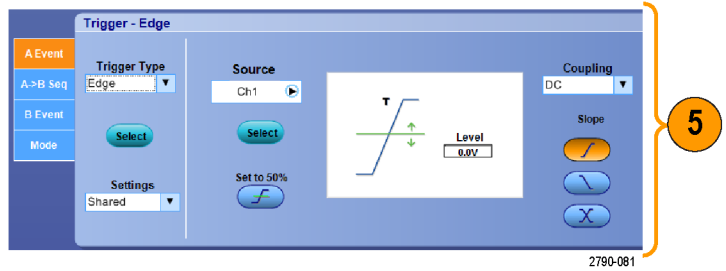 Trigger - Edge
A Event
A->B Seq
B Event
Mode
Trigger Type
Edge
Select
Settings
Shared
Source
Ch1
Select
Set to 50%
T
Level
0.0V
Coupling
DC
Slope
5
2790-081